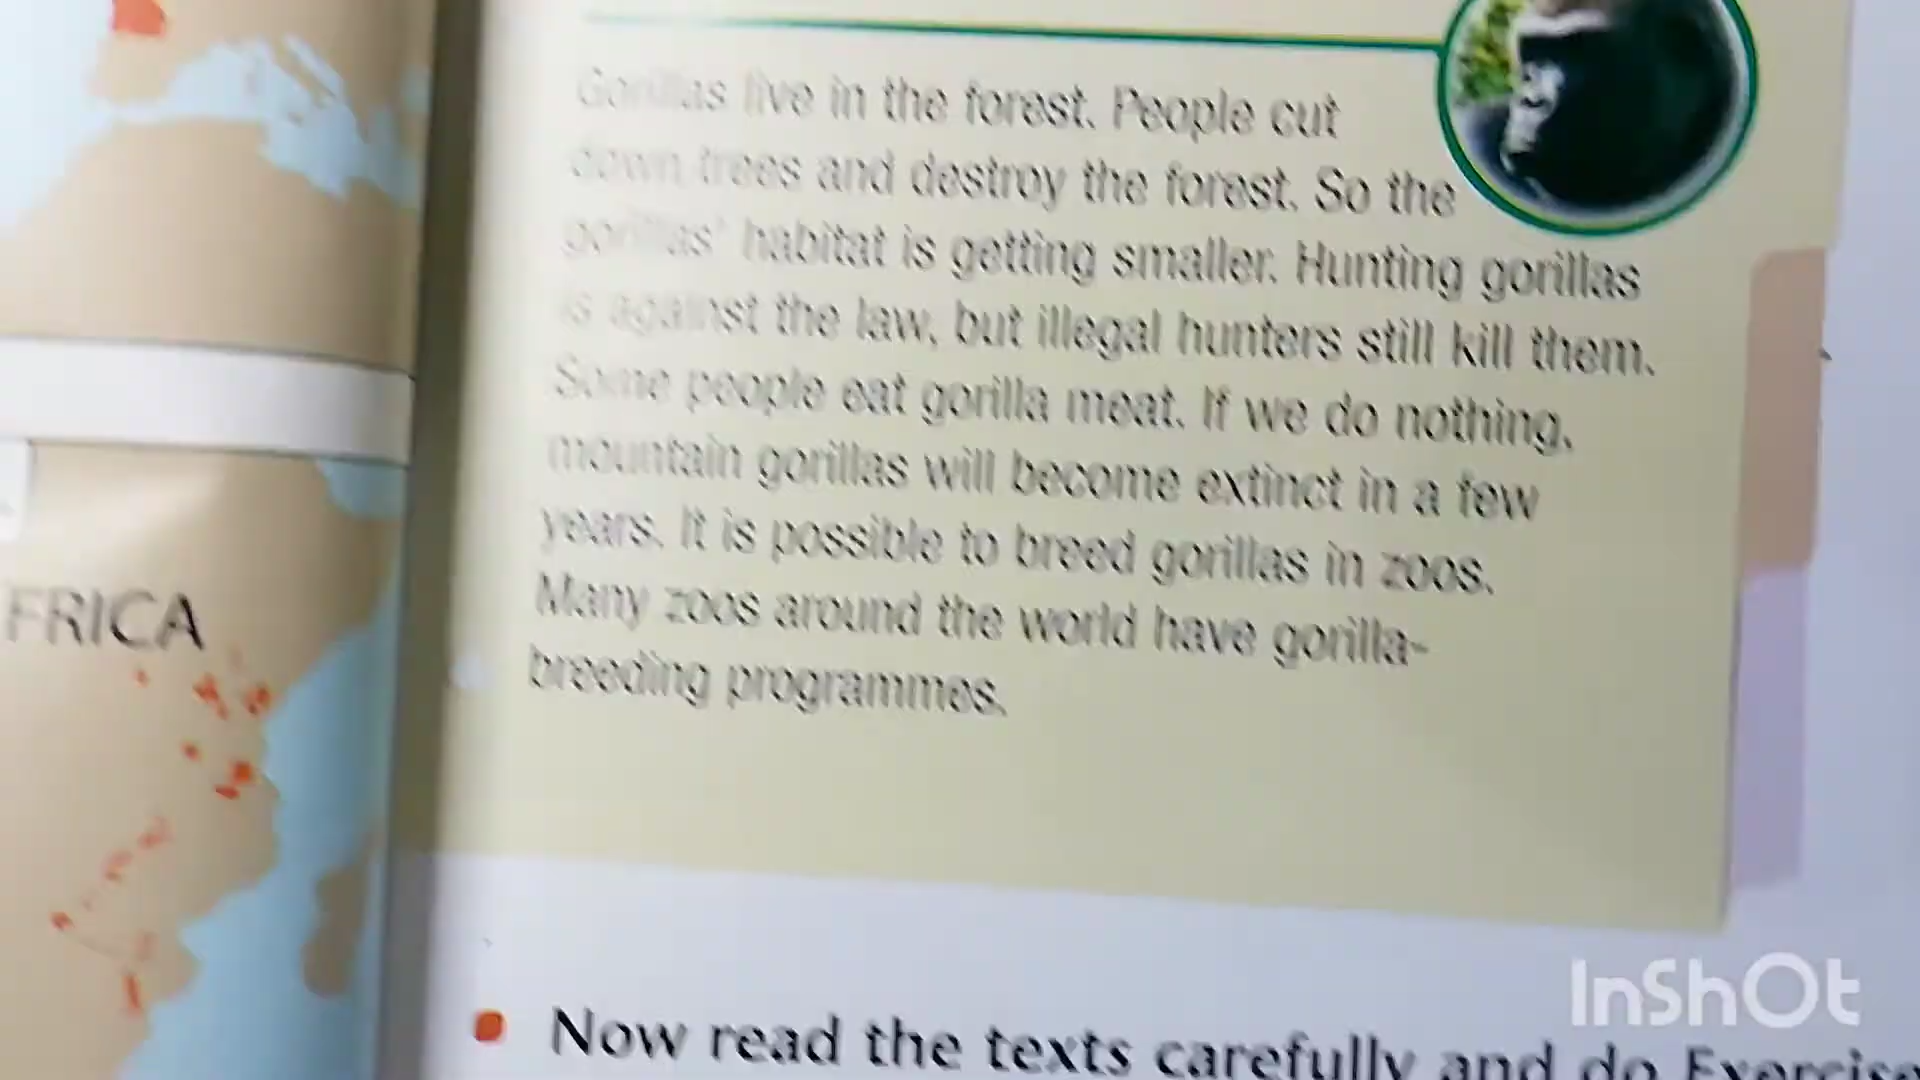 Gorillas live in the forest. People cut
down trees and destroy the forest. So the
gorillas' habitat is getting smaller. Hunting gorillas
is against the law, but illegal hunters still kill them.
Some people eat gorilla meat. If we do nothing,
mountain gorillas will become extinct in a few
years. It is possible to breed gorillas in zoos.
Many zoos around the world have gorilla-
breeding programmes.
FRICA
Now read the texts carefully and do Exercise
InShOt